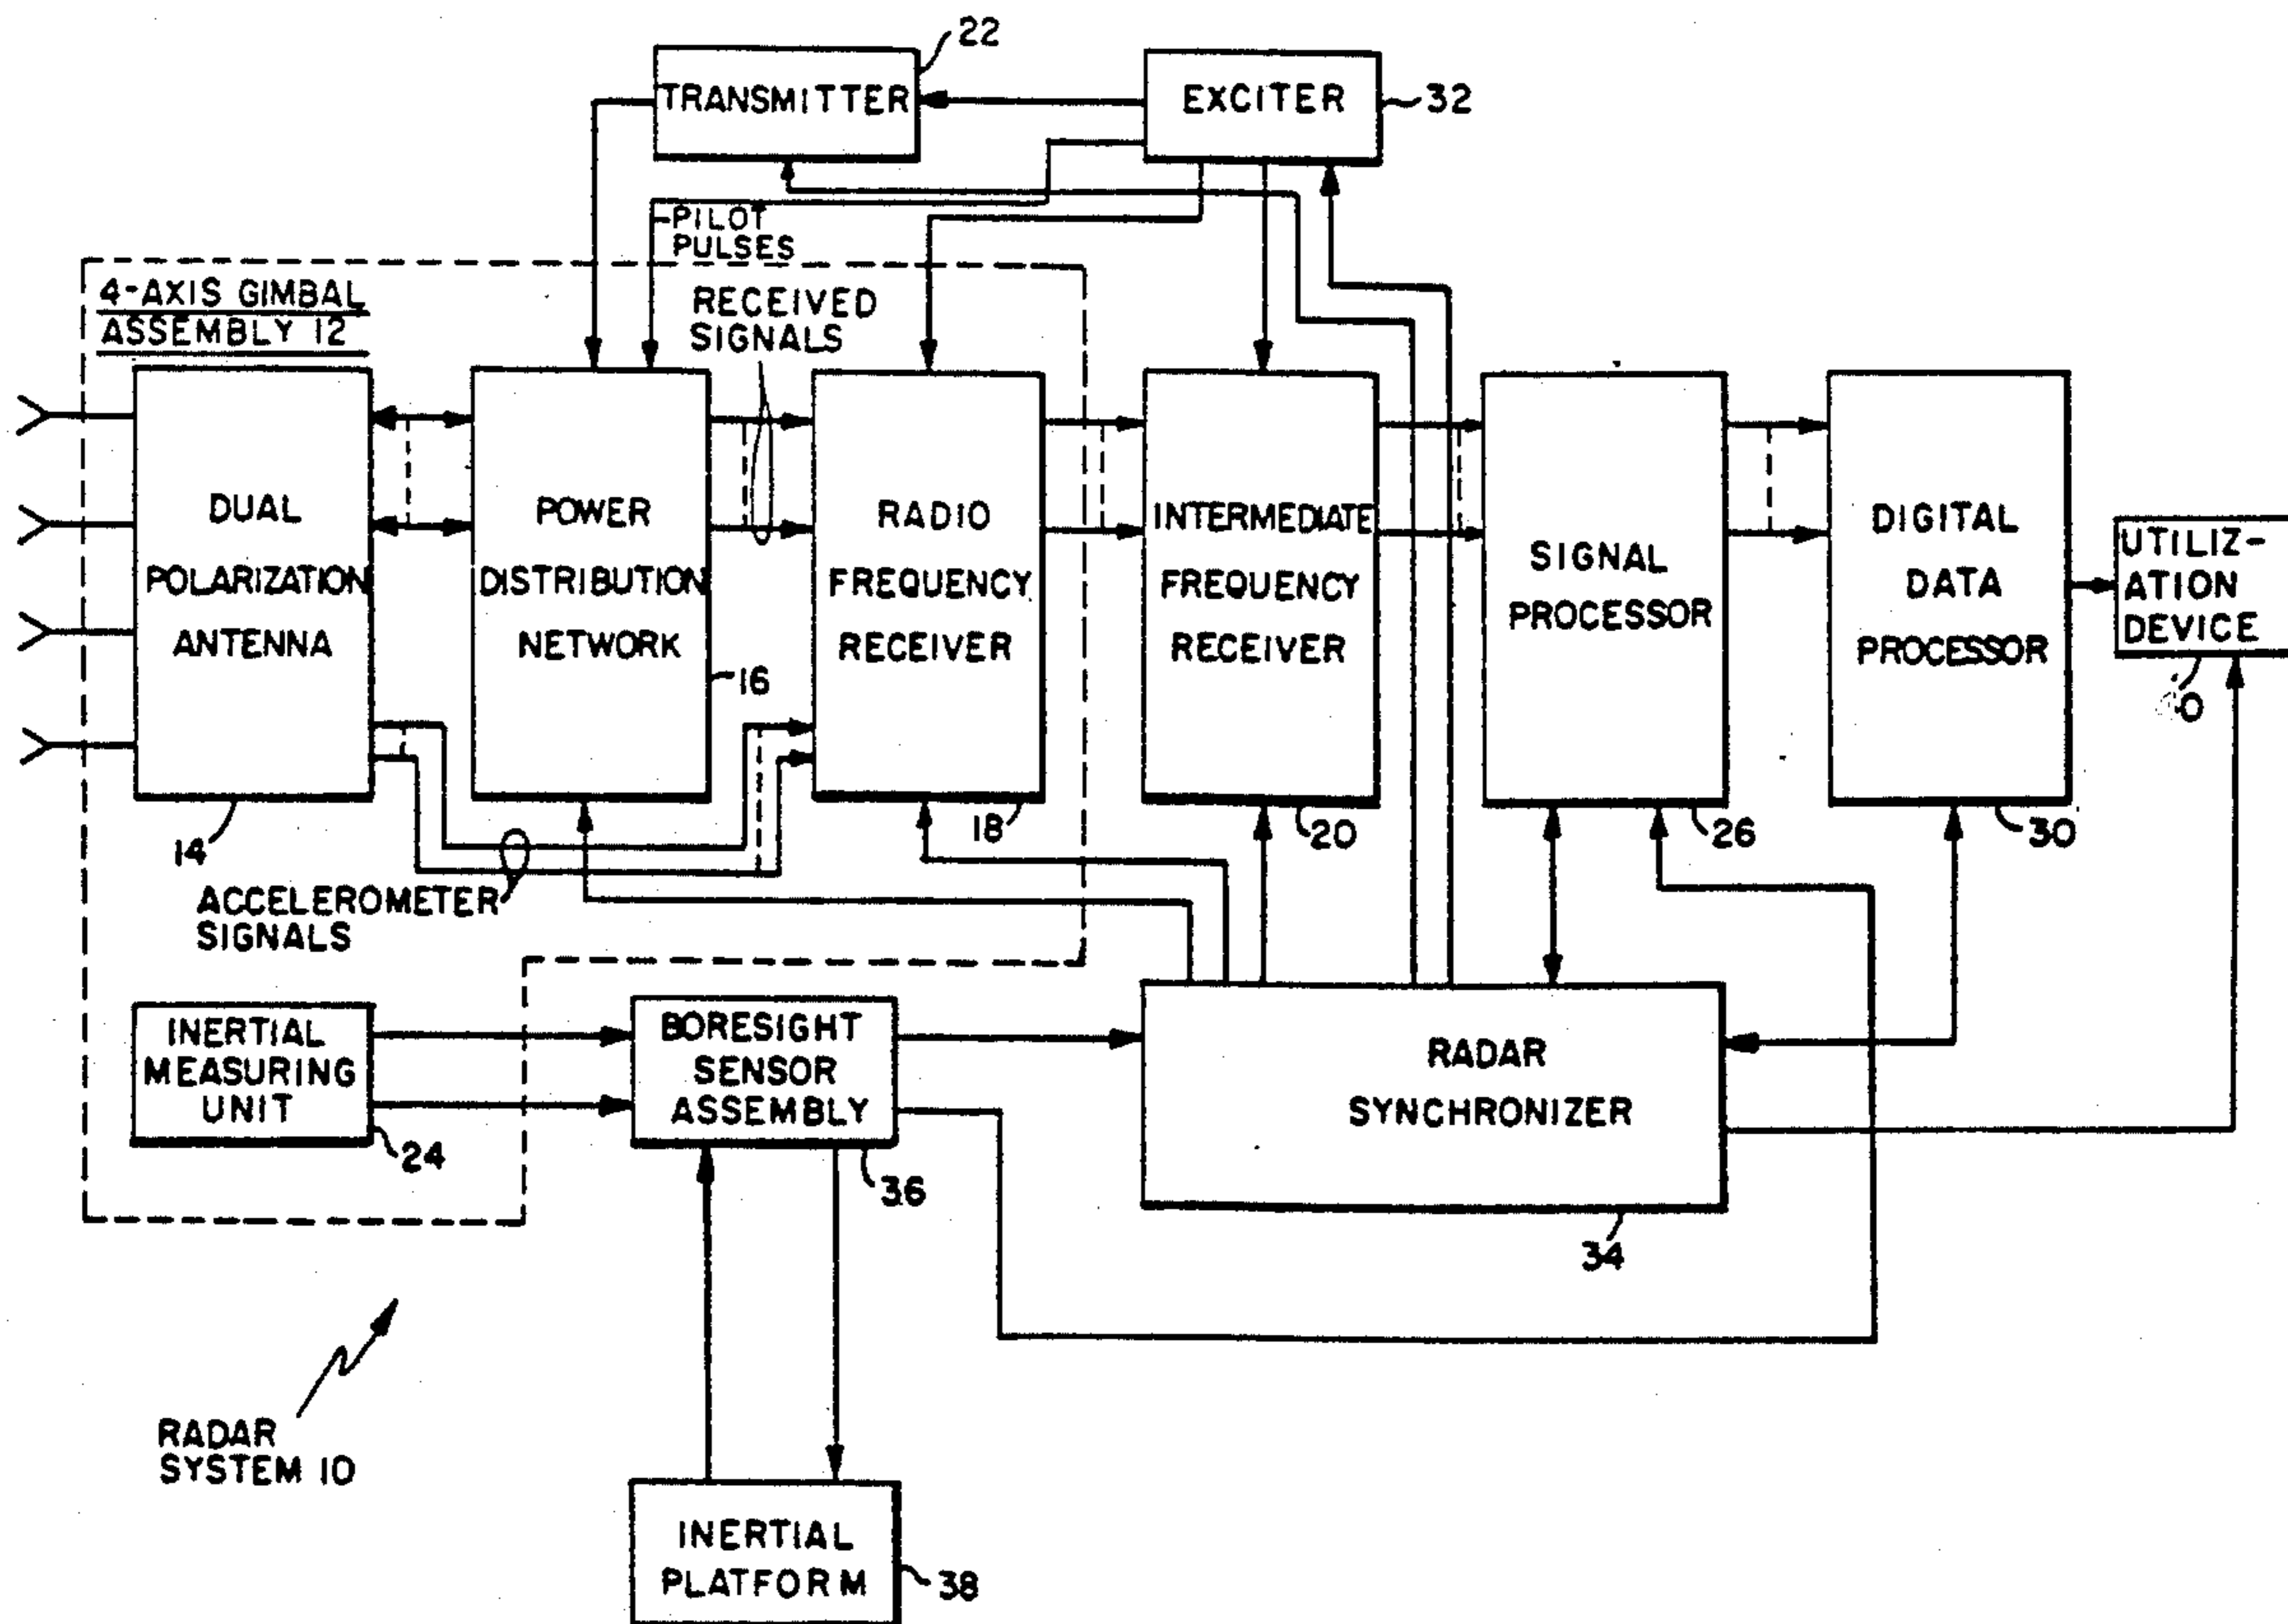 22
TRANSMITTER
EXCITER
32
PILOT
PULSES
4-AXIS GIMBAL
ASSEMBLY 12
RECEIVED
SIGNALS
DUAL
POLARIZATION
ANTENNA
14
POWER
DISTRIBUTION
NETWORK
16
RADIO
FREQUENCY
RECEIVER
18
INTERMEDIATE
FREQUENCY
RECEIVER
20
SIGNAL
PROCESSOR
26
DIGITAL
DATA
PROCESSOR
30
UTILIZ-
ATION
DEVICE
ACCELEROMETER
SIGNALS
INERTIAL
MEASURING
UNIT
24
BORESIGHT
SENSOR
ASSEMBLY
36
RADAR
SYNCHRONIZER
34
RADAR
SYSTEM 10
INERTIAL
PLATFORM
38